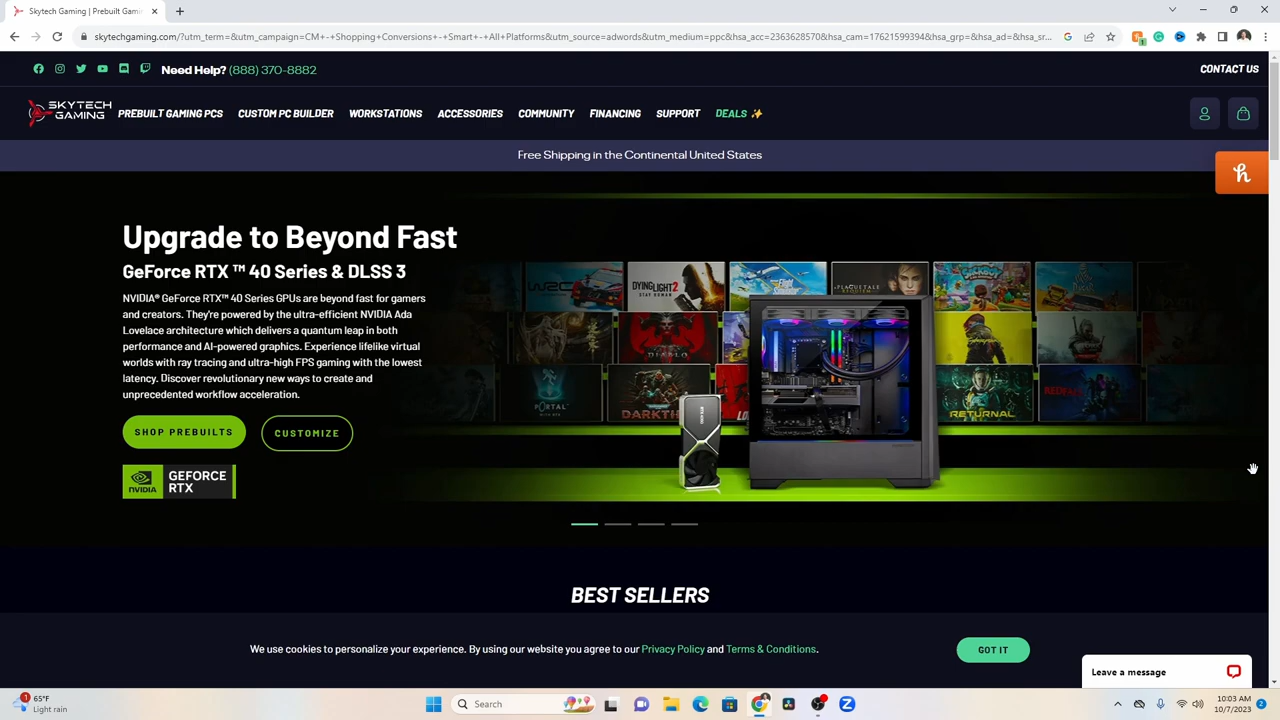 Skytech Gaming | Prebuilt Gaming
skytechgaming.com/?utm_term=&utm_campaign=CM+-+Shopping+Conversions+-+Smart+-+All+Platforms&utm_source=adwords&utm_medium=ppc&hsa_acc=2363628570&hsa_cam=17621599394&hsa_grp=&hsa_ad=&hsa_sr...
Need Help? (888) 370-8882
CONTACT US
SKYTECH
GAMING
PREBUILT GAMING PCS CUSTOM PC BUILDER WORKSTATIONS ACCESSORIES COMMUNITY FINANCING SUPPORT DEALS ✨
Free Shipping in the Continental United States
h
Upgrade to Beyond Fast
GeForce RTX ™ 40 Series & DLSS 3
NVIDIA® GeForce RTX™ 40 Series GPUs are beyond fast for gamers
and creators. They're powered by the ultra-efficient NVIDIA Ada
Lovelace architecture which delivers a quantum leap in both
performance and AI-powered graphics. Experience lifelike virtual
worlds with ray tracing and ultra-high FPS gaming with the lowest
latency. Discover revolutionary new ways to create and
unprecedented workflow acceleration.
SHOP PREBUILTS
CUSTOMIZE
NVIDIA
GEFORCE
RTX
WRC
DYING LIGHT 2
DIABLO
PORTAL
RETURNAL
BEST SELLERS
We use cookies to personalize your experience. By using our website you agree to our Privacy Policy and Terms & Conditions.
GOT IT
Leave a message
1
65°F
Light rain
Search
10:03 AM
10/7/2023
2